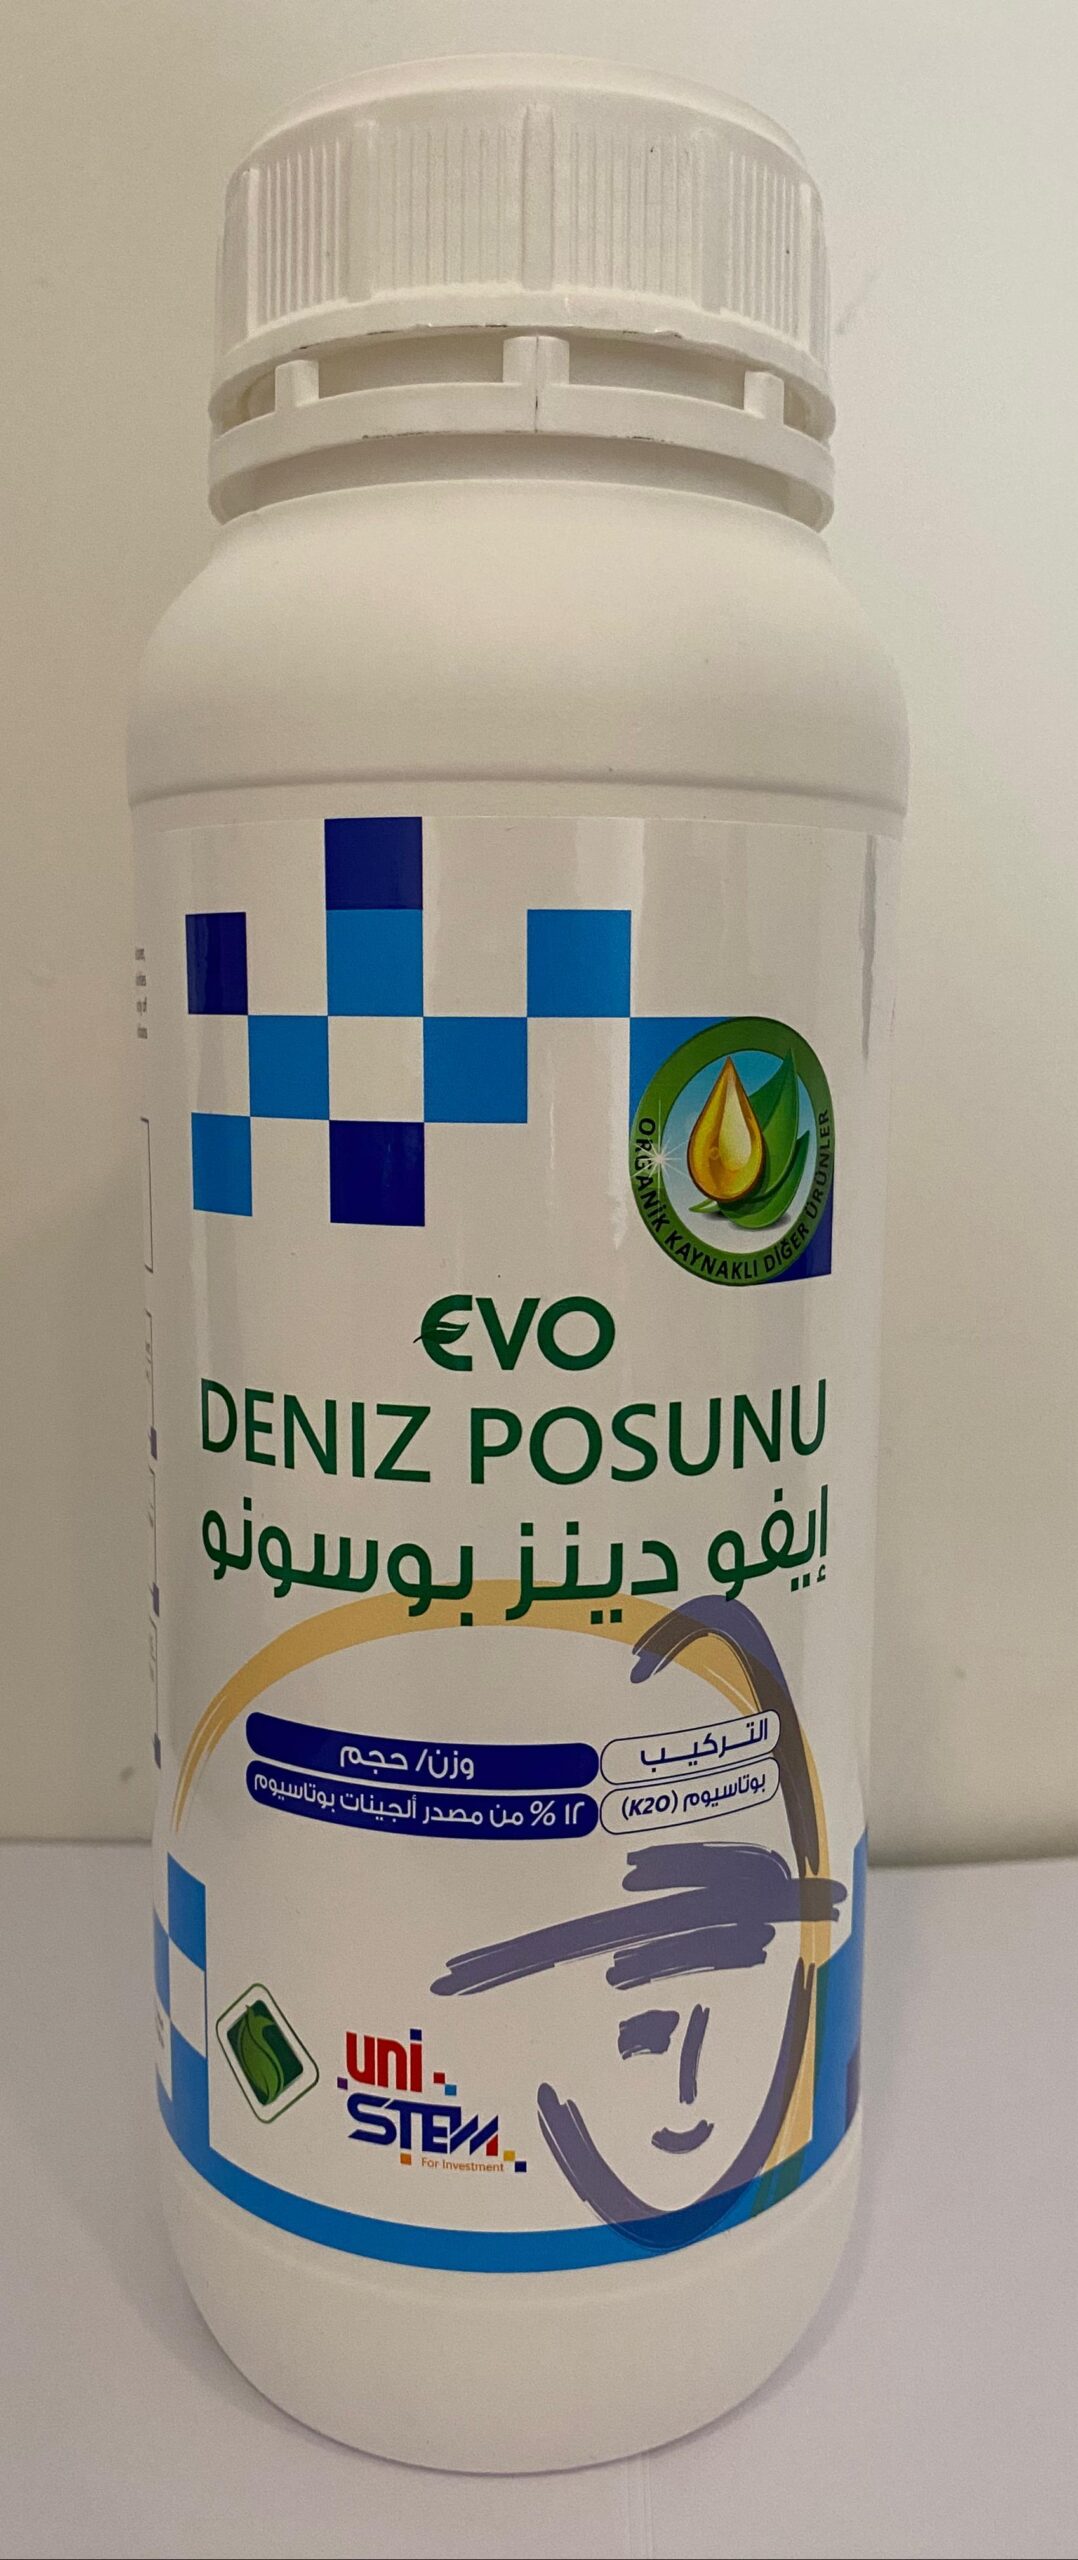 ORGANİK KAYNAKLI DİĞER ÜRÜNLER
EVO
DENIZ POSUNU
إيفو دينز بوسونو
التـركيـب
وزن/ حجم
بوتاسيوم (K2O)
١٢ % من مصدر ألجينات بوتاسيوم
uni
STEM
For Investment